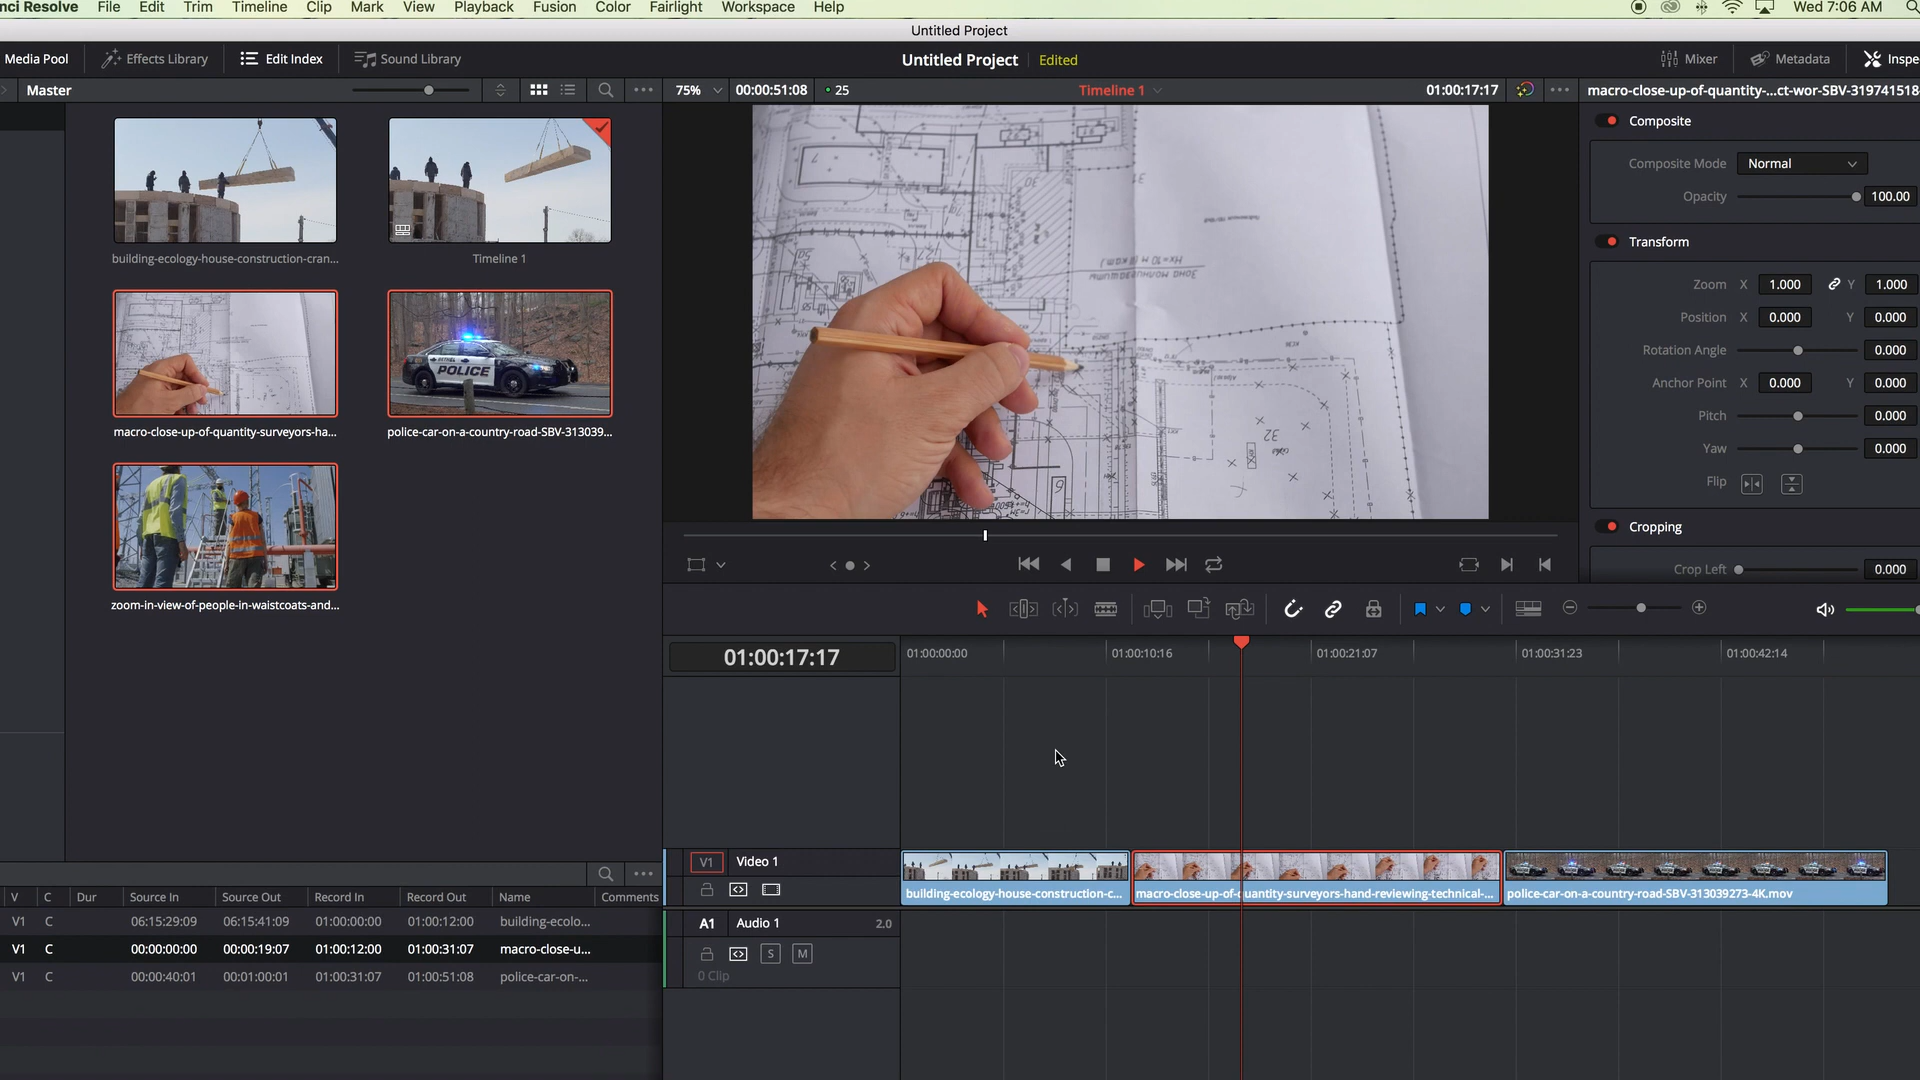 nci Resolve File Edit Trim Timeline Clip Mark View Playback Fusion Color Fairlight Workspace Help Wed 7:06 AM
Untitled Project
Media Pool Effects Library Edit Index Sound Library Untitled Project Edited Mixer Metadata Inspe
Master 75% 00:00:51:08 25 Timeline 1 01:00:17:17 macro-close-up-of-quantity-...ct-wor-SBV-319741518
Composite
Composite Mode Normal
Opacity 100.00
Transform
Zoom X 1.000 Y 1.000
Position X 0.000 Y 0.000
Rotation Angle 0.000
Anchor Point X 0.000 Y 0.000
Pitch 0.000
Yaw 0.000
Flip
Cropping
Crop Left 0.000
building-ecology-house-construction-cran... Timeline 1
POLICE
macro-close-up-of-quantity-surveyors-ha... police-car-on-a-country-road-SBV-313039...
zoom-in-view-of-people-in-waistcoats-and...
32
01:00:17:17 01:00:00:00 01:00:10:16 01:00:21:07 01:00:31:23 01:00:42:14
V1 Video 1
building-ecology-house-construction-c... macro-close-up-of-quantity-surveyors-hand-reviewing-technical-... police-car-on-a-country-road-SBV-313039273-4K.mov
A1 Audio 1 2.0
S M
0 Clip
V C Dur Source In Source Out Record In Record Out Name Comments
V1 C 06:15:29:09 06:15:41:09 01:00:00:00 01:00:12:00 building-ecolo...
V1 C 00:00:00:00 00:00:19:07 01:00:12:00 01:00:31:07 macro-close-u...
V1 C 00:00:40:01 00:01:00:01 01:00:31:07 01:00:51:08 police-car-on-...